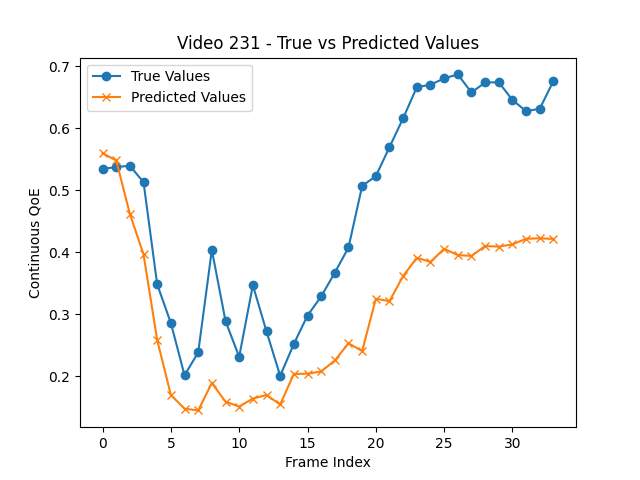 Video 231 - True vs Predicted Values
True Values
Predicted Values
Continuous QoE
0.7
0.6
0.5
0.4
0.3
0.2
0 5 10 15 20 25 30
Frame Index